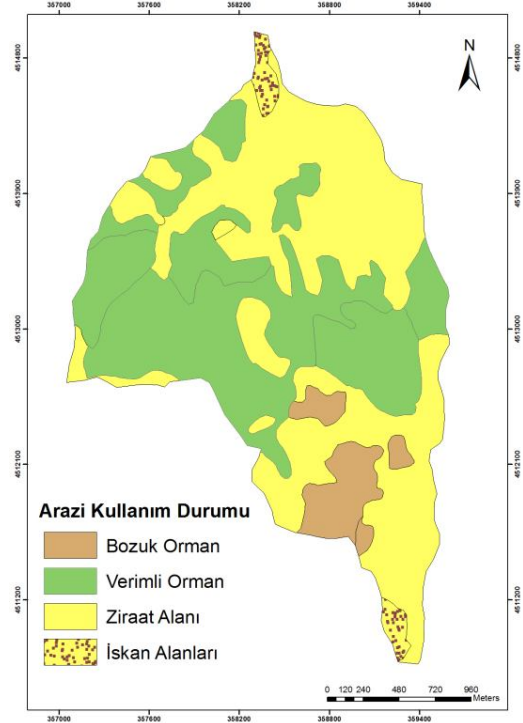 357000 357600 358200 358800 359400
4514800
N
4513900
4513000
4512100
4511200
Arazi Kullanım Durumu
Bozuk Orman
Verimli Orman
Ziraat Alanı
İskan Alanları
0 120 240 480 720 960
Meters
357000 357600 358200 358800 359400
4514800
4513900
4513000
4512100
4511200